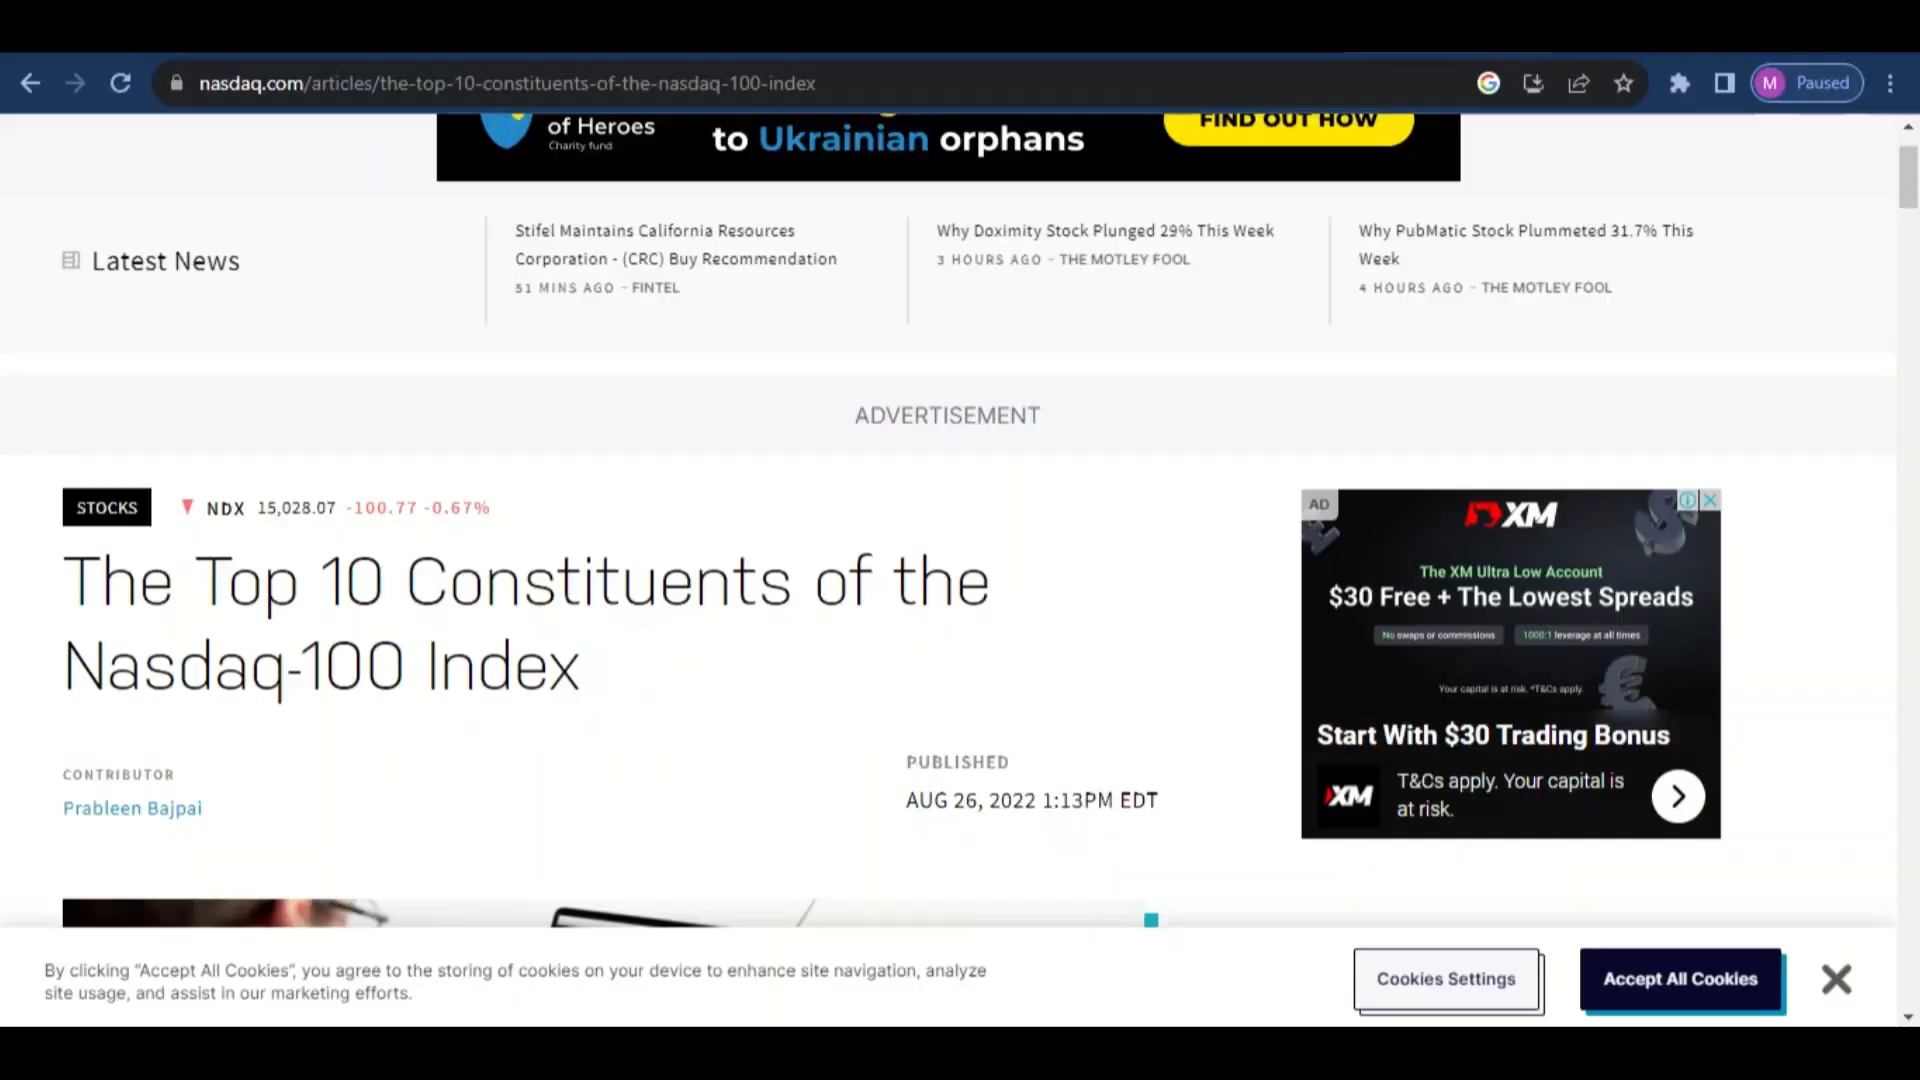 nasdaq.com/articles/the-top-10-constituents-of-the-nasdaq-100-index
M Paused
of Heroes
Charity fund
to Ukrainian orphans
FIND OUT HOW
Latest News
Stifel Maintains California Resources
Corporation - (CRC) Buy Recommendation
51 MINS AGO - FINTEL
Why Doximity Stock Plunged 29% This Week
3 HOURS AGO - THE MOTLEY FOOL
Why PubMatic Stock Plummeted 31.7% This
Week
4 HOURS AGO - THE MOTLEY FOOL
ADVERTISEMENT
STOCKS
NDX 15,028.07 -100.77 -0.67%
The Top 10 Constituents of the
Nasdaq-100 Index
CONTRIBUTOR
Prableen Bajpai
PUBLISHED
AUG 26, 2022 1:13PM EDT
AD
XM
The XM Ultra Low Account
$30 Free + The Lowest Spreads
No swaps or commissions
1000:1 leverage at all times
Your capital is at risk. *T&Cs apply.
Start With $30 Trading Bonus
XM
T&Cs apply. Your capital is
at risk.
By clicking “Accept All Cookies”, you agree to the storing of cookies on your device to enhance site navigation, analyze
site usage, and assist in our marketing efforts.
Cookies Settings
Accept All Cookies